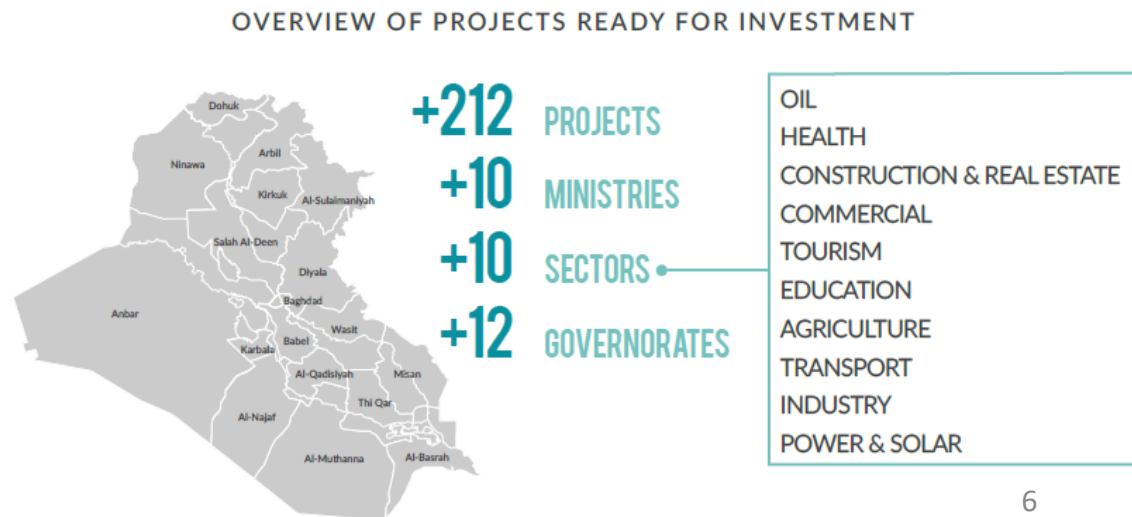 OVERVIEW OF PROJECTS READY FOR INVESTMENT
Dohuk
Ninawa
Arbil
Kirkuk
Al-Sulaimaniyah
Salah Al-Deen
Diyala
Baghdad
Anbar
Wasit
Karbala
Babel
Al-Qadisiyah
Misan
Thi Qar
Al-Najaf
Al-Muthanna
Al-Basrah
+212 PROJECTS
+10 MINISTRIES
+10 SECTORS
+12 GOVERNORATES
OIL
HEALTH
CONSTRUCTION & REAL ESTATE
COMMERCIAL
TOURISM
EDUCATION
AGRICULTURE
TRANSPORT
INDUSTRY
POWER & SOLAR
6